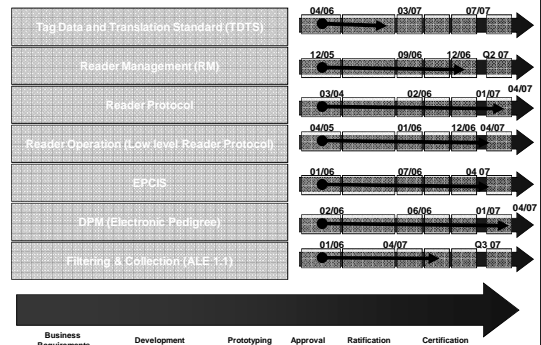 04/06 03/07 07/07
Tag Data and Translation Standard (TDTS)
12/05 09/06 12/06 Q2 07
Reader Management (RM)
04/07
03/04 02/06 01/07
Reader Protocol
04/05 01/06 12/06 04/07
Reader Operation (Low level Reader Protocol)
01/06 07/06 04 07
EPCIS
02/06 06/06 01/07 04/07
DPM (Electronic Pedigree)
01/06 04/07 Q3 07
Filtering & Collection (ALE 1.1)
Business
Requirements
Development
Prototyping
Approval
Ratification
Certification